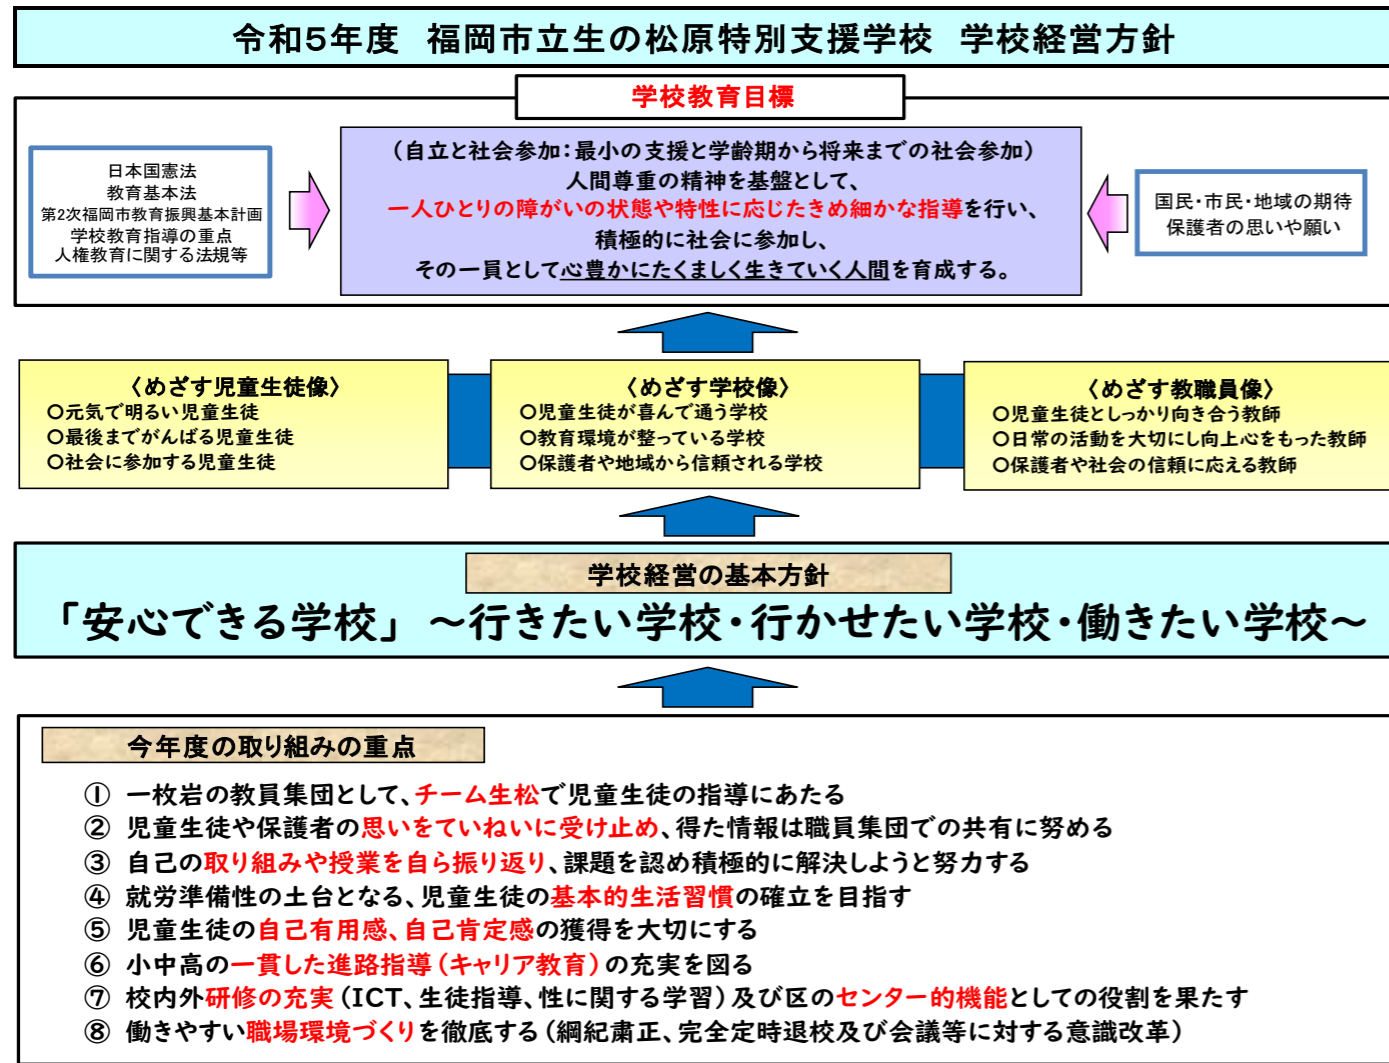 令和5年度 福岡市立生の松原特別支援学校 学校経営方針
学校教育目標
日本国憲法
教育基本法
第2次福岡市教育振興基本計画
学校教育指導の重点
人権教育に関する法規等
（自立と社会参加：最小の支援と学齢期から将来までの社会参加）
人間尊重の精神を基盤として、
一人ひとりの障がいの状態や特性に応じたきめ細かな指導を行い、
積極的に社会に参加し、
その一員として心豊かにたくましく生きていく人間を育成する。
国民・市民・地域の期待
保護者の思いや願い
〈めざす児童生徒像〉
○元気で明るい児童生徒
○最後までがんばる児童生徒
○社会に参加する児童生徒
〈めざす学校像〉
○児童生徒が喜んで通う学校
○教育環境が整っている学校
○保護者や地域から信頼される学校
〈めざす教職員像〉
○児童生徒としっかり向き合う教師
○日常の活動を大切にし向上心をもった教師
○保護者や社会の信頼に応える教師
学校経営の基本方針
「安心できる学校」 ～行きたい学校・行かせたい学校・働きたい学校～
今年度の取り組みの重点
① 一枚岩の教員集団として、チーム生松で児童生徒の指導にあたる
② 児童生徒や保護者の思いをていねいに受け止め、得た情報は職員集団での共有に努める
③ 自己の取り組みや授業を自ら振り返り、課題を認め積極的に解決しようと努力する
④ 就労準備性の土台となる、児童生徒の基本的生活習慣の確立を目指す
⑤ 児童生徒の自己有用感、自己肯定感の獲得を大切にする
⑥ 小中高の一貫した進路指導（キャリア教育）の充実を図る
⑦ 校内外研修の充実（ICT、生徒指導、性に関する学習）及び区のセンター的機能としての役割を果たす
⑧ 働きやすい職場環境づくりを徹底する（綱紀粛正、完全定時退校及び会議等に対する意識改革）